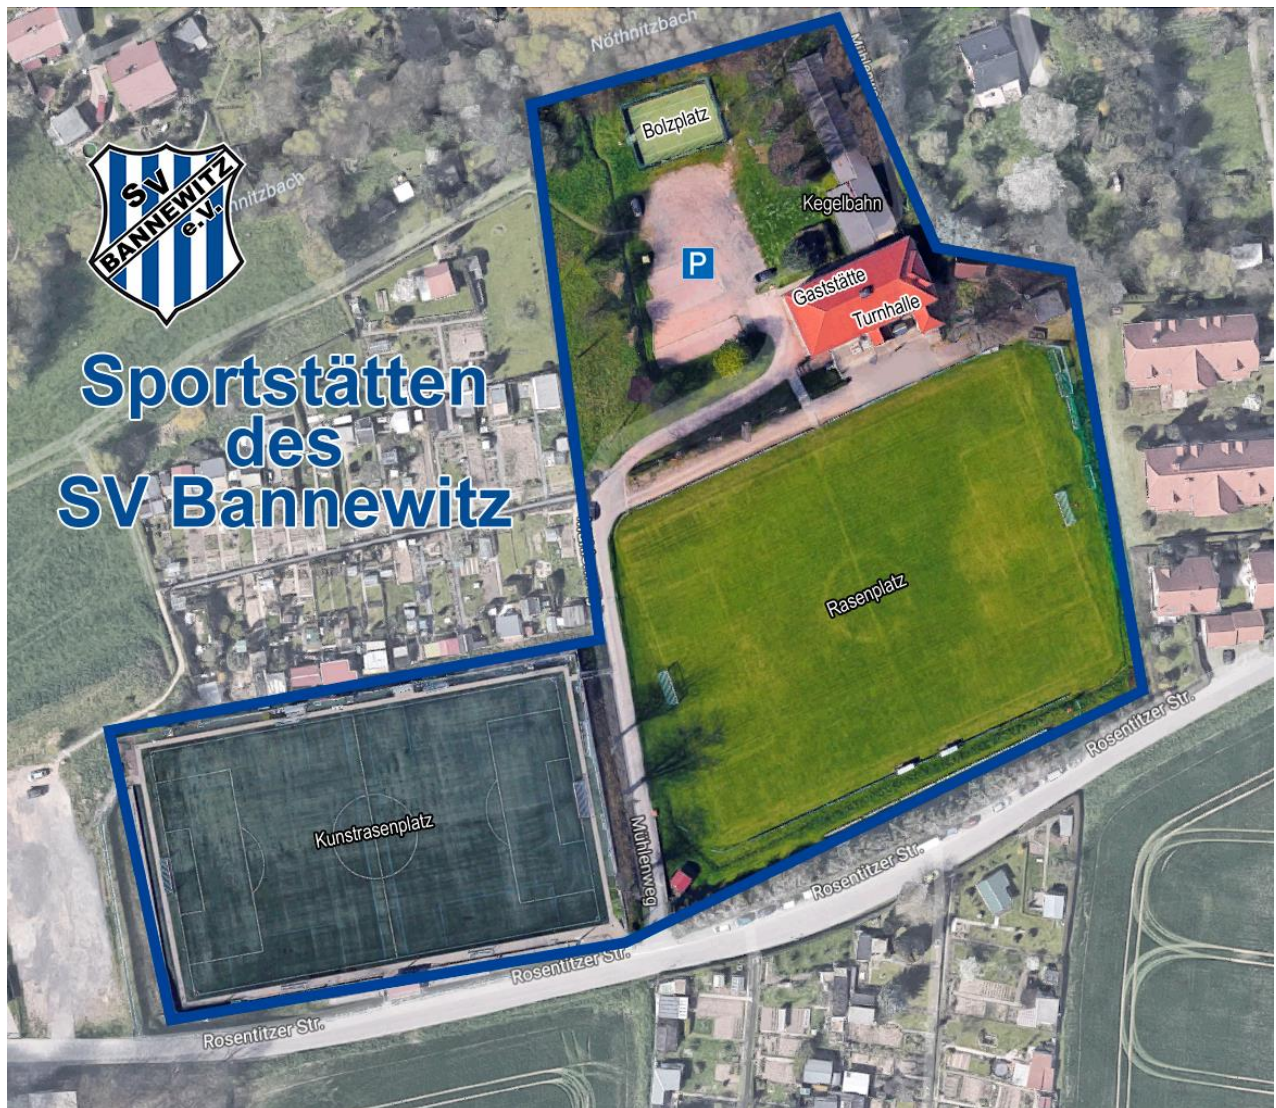 Nöthnitzbach
Bolzplatz
SV
BANNEWITZ
e.V.
Kegelbahn
P
Gaststätte
Turnhalle
Sportstätten
des
SV Bannewitz
Rasenplatz
Rosentitzer Str.
Kunstrasenplatz
Mühlenweg
Rosentitzer Str.
Rosentitzer Str.
Rosentitzer Str.